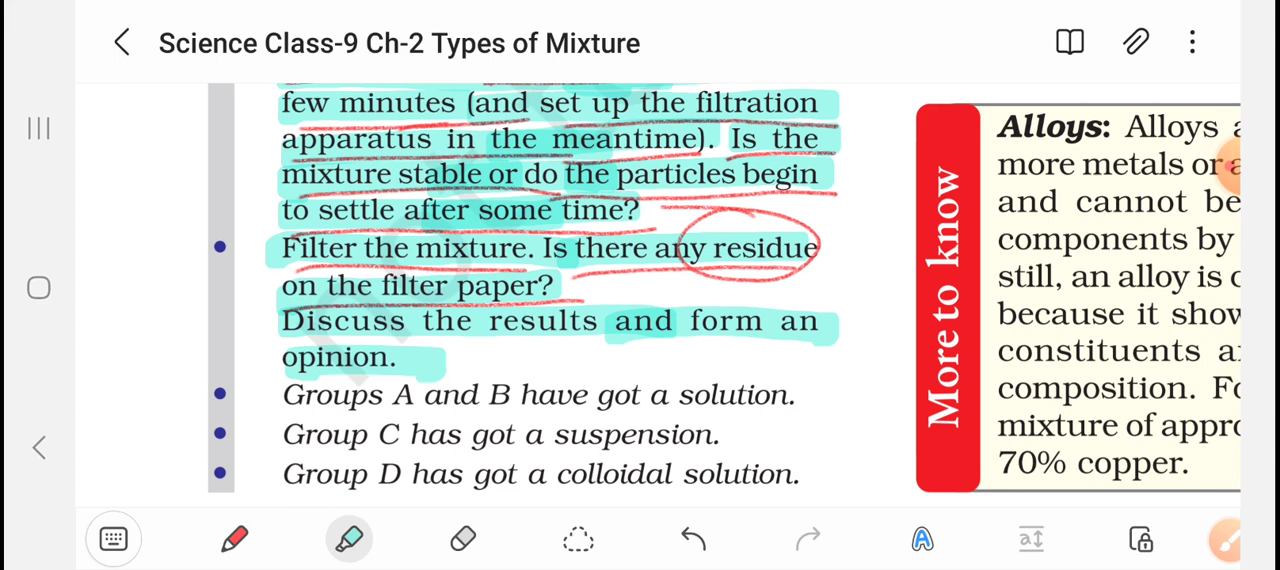 Science Class-9 Ch-2 Types of Mixture
few minutes (and set up the filtration
apparatus in the meantime). Is the
mixture stable or do the particles begin
to settle after some time?
Filter the mixture. Is there any residue
on the filter paper?
Discuss the results and form an
opinion.
• Groups A and B have got a solution.
• Group C has got a suspension.
• Group D has got a colloidal solution.
More to know
Alloys: Alloys a
more metals or a
and cannot be
components by
still, an alloy is c
because it show
constituents a
composition. Fo
mixture of appro
70% copper.
A
a